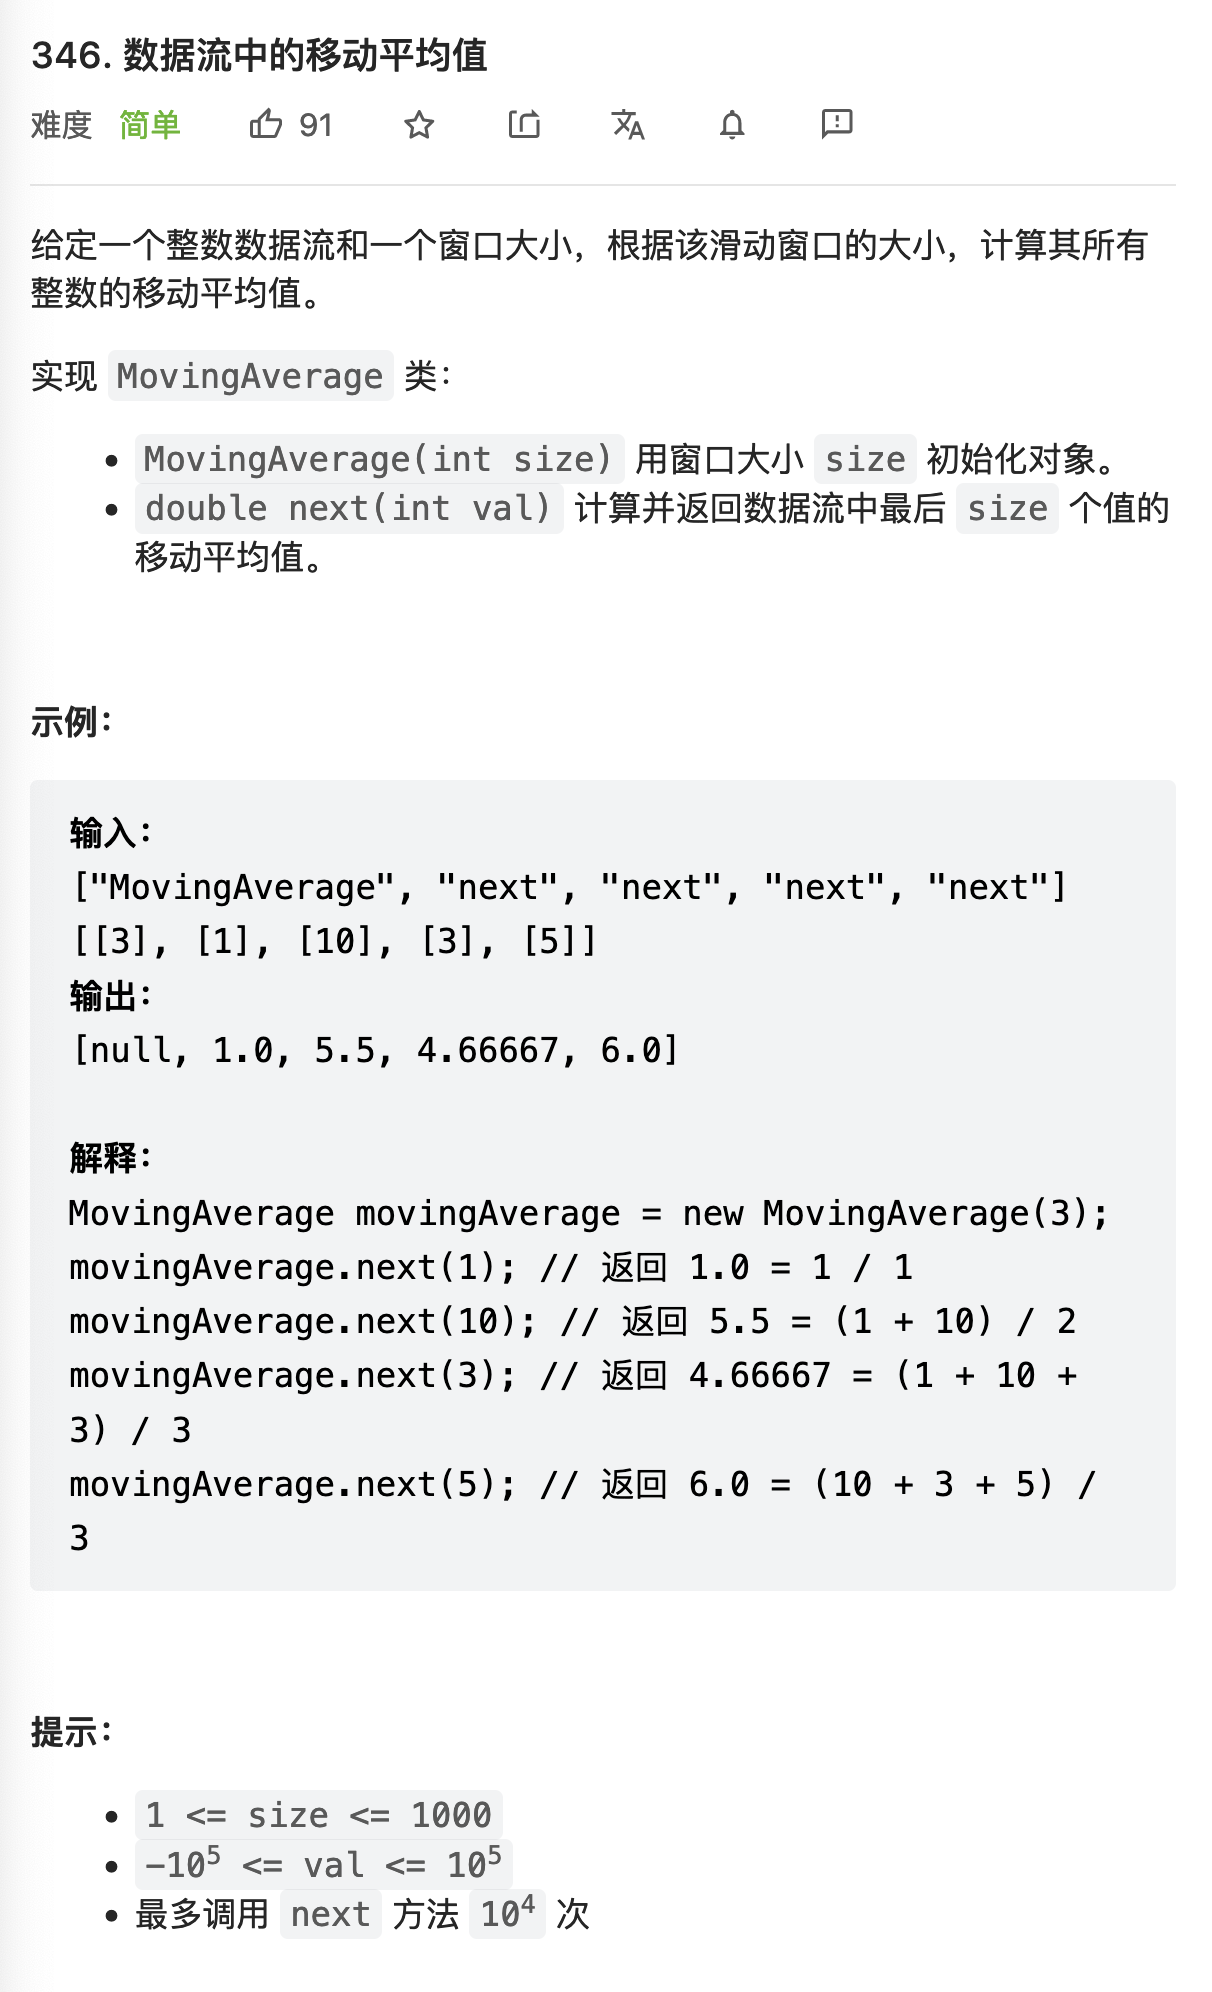 346. 数据流中的移动平均值
难度 简单 91
给定一个整数数据流和一个窗口大小，根据该滑动窗口的大小，计算其所有
整数的移动平均值。
实现 MovingAverage 类：
• MovingAverage(int size) 用窗口大小 size 初始化对象。
• double next(int val) 计算并返回数据流中最后 size 个值的
移动平均值。
示例：
输入：
["MovingAverage", "next", "next", "next", "next"]
[[3], [1], [10], [3], [5]]
输出：
[null, 1.0, 5.5, 4.66667, 6.0]
解释：
MovingAverage movingAverage = new MovingAverage(3);
movingAverage.next(1); // 返回 1.0 = 1 / 1
movingAverage.next(10); // 返回 5.5 = (1 + 10) / 2
movingAverage.next(3); // 返回 4.66667 = (1 + 10 +
3) / 3
movingAverage.next(5); // 返回 6.0 = (10 + 3 + 5) /
3
提示：
• 1 <= size <= 1000
• −10⁵ <= val <= 10⁵
• 最多调用 next 方法 10⁴ 次